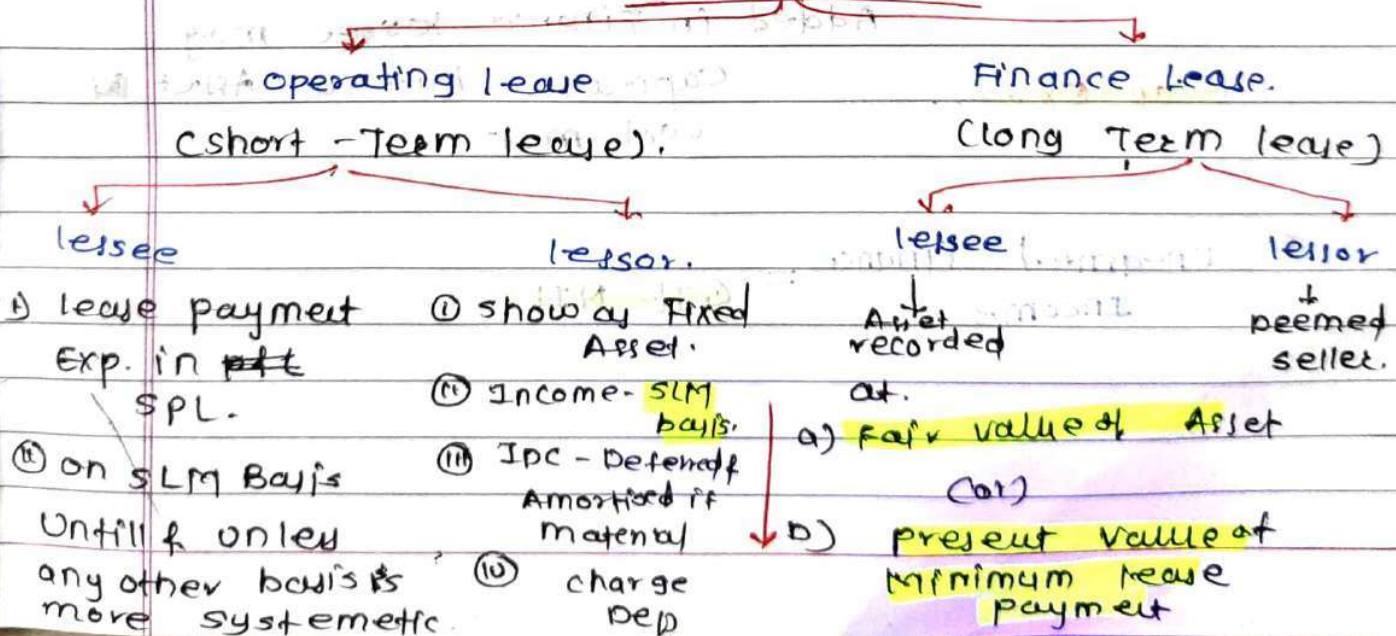 operating lease
Finance Lease.
(short - Teem lease).
(long Term lease)
lessee
lessor.
lessee
lessor
i) lease payment
Exp. in
SPL.
ii) on SLM Basis
Untill & unless
any other basis is
more systemetic.
i) show as Fixed
Asset.
ii) Income- SLM
basis.
iii) IDC - Deferred &
Amortised if
material
iv) charge
Dep
Asset
recorded
at.
a) Fair value of Asset
(or)
b) present value of
Minimum lease
payment
Deemed
seller.